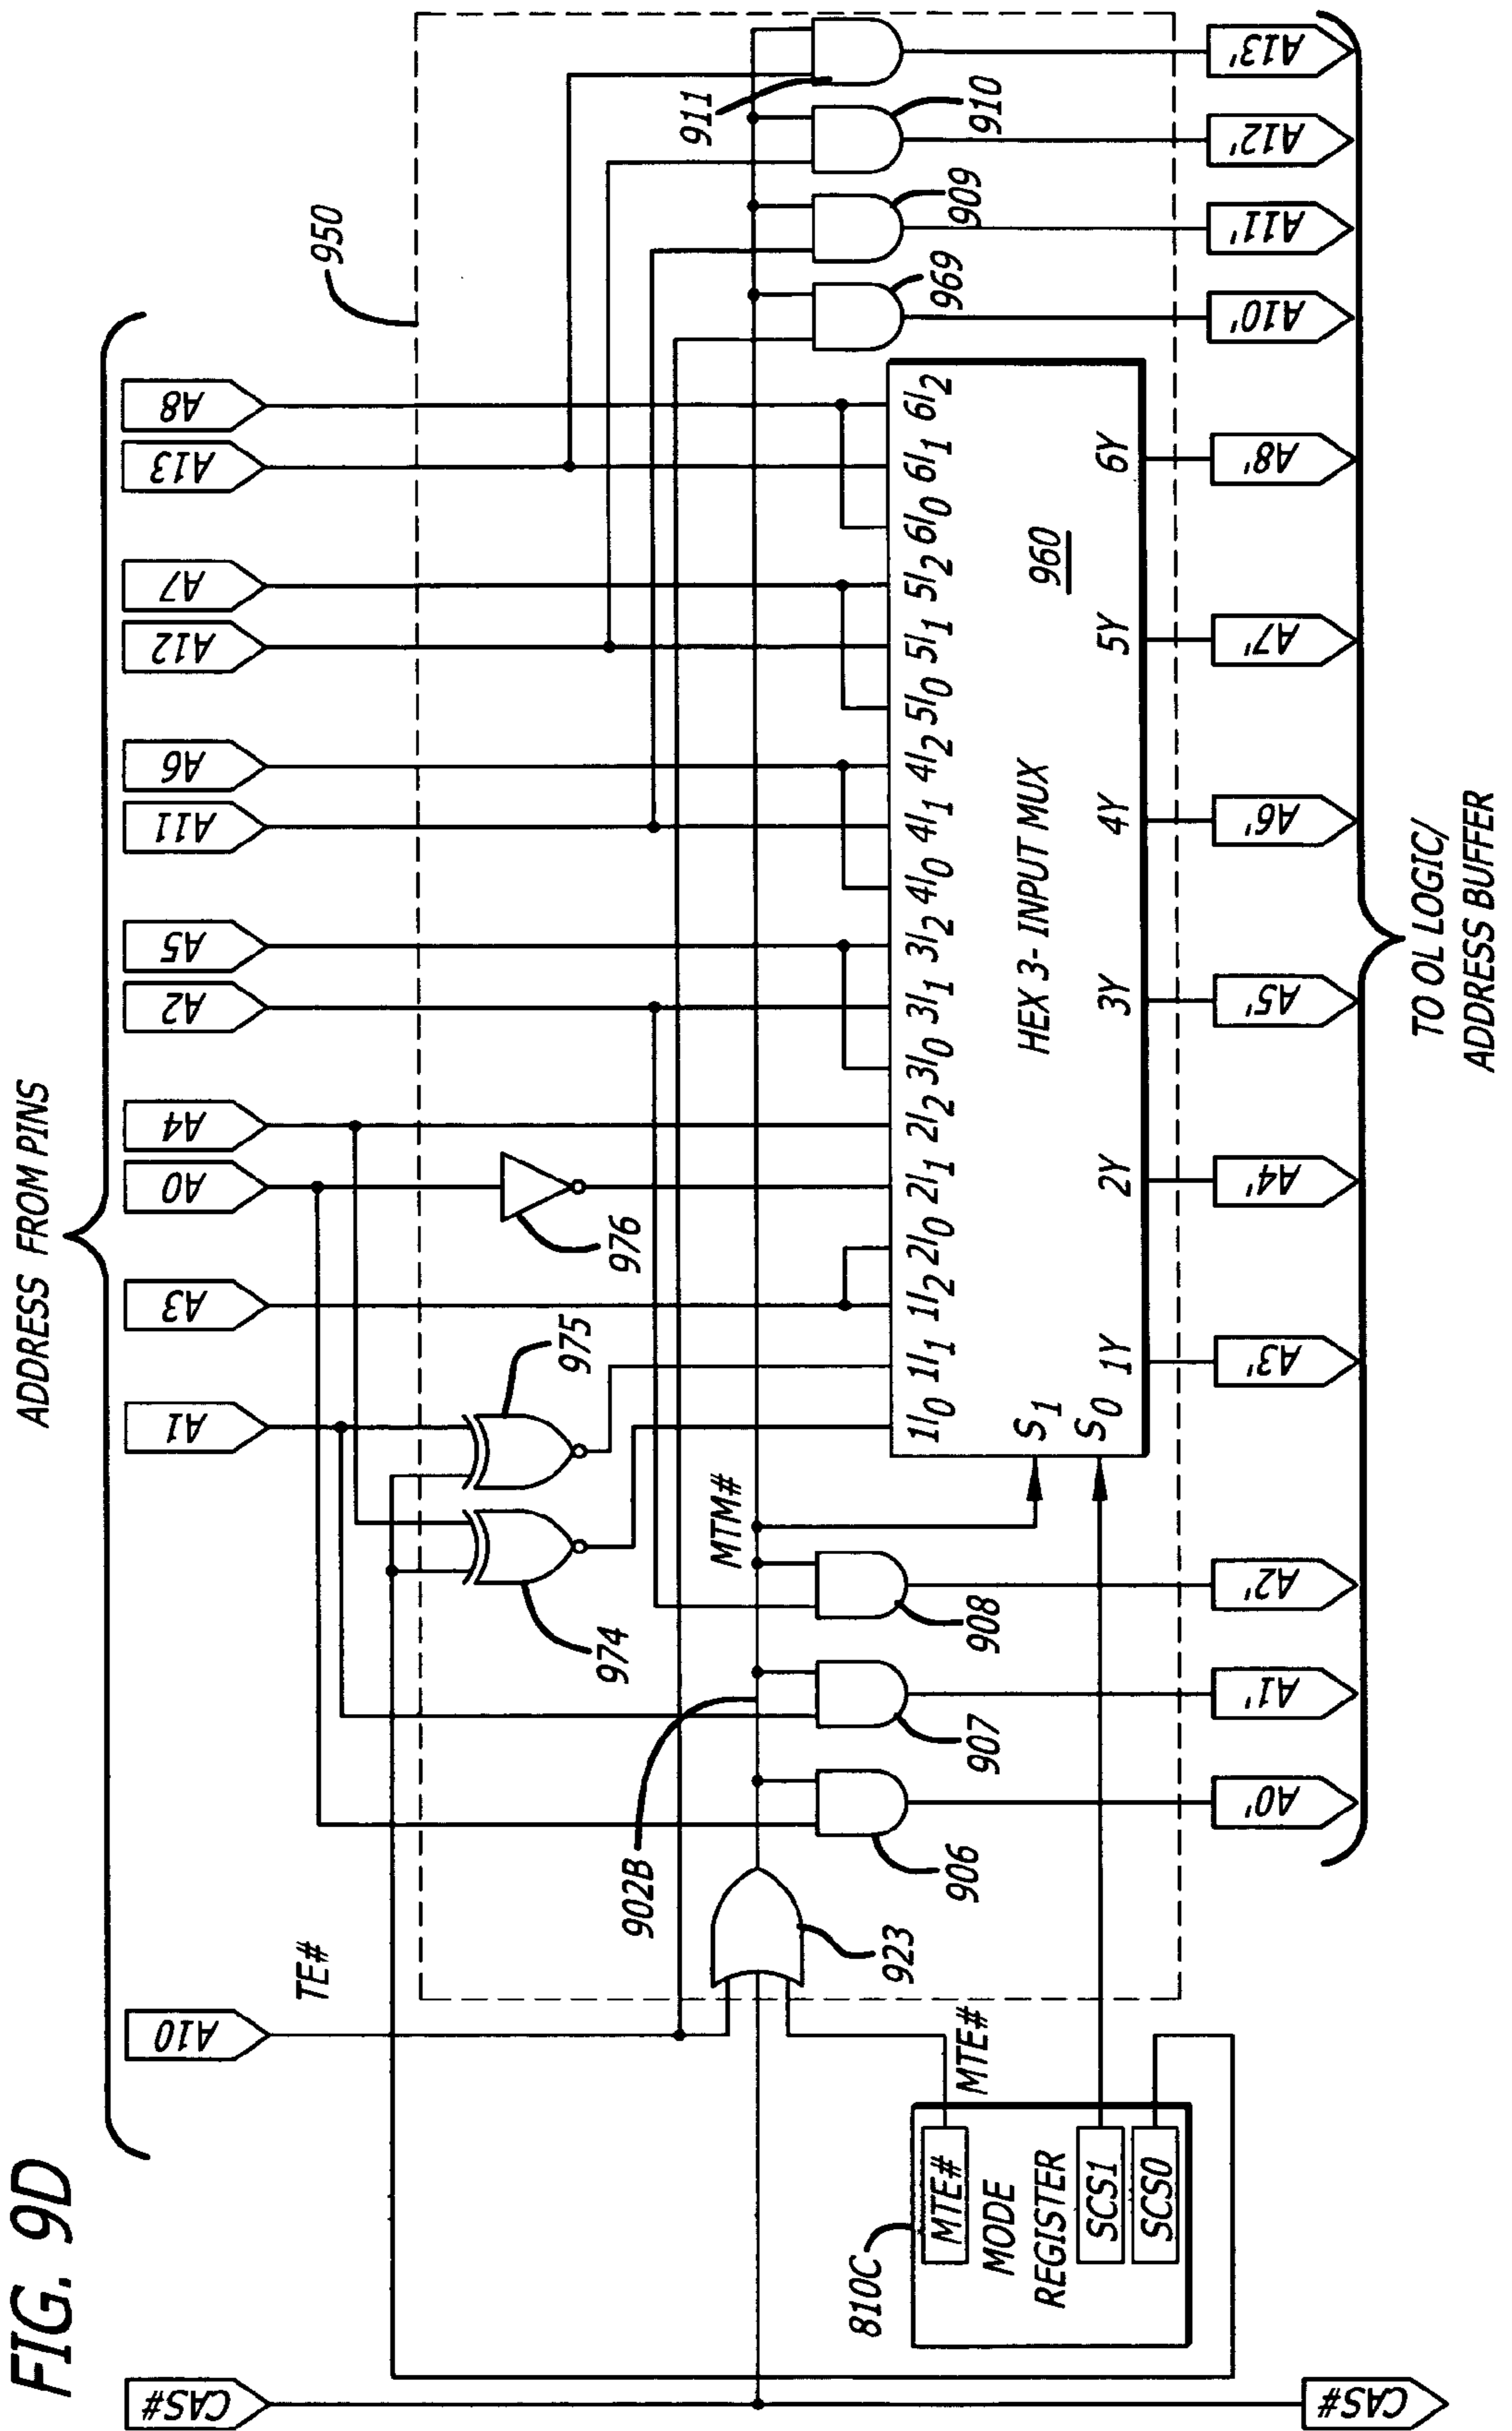 FIG. 9D
ADDRESS FROM PINS
CAS#
A10
A1
A3
A0
A4
A2
A5
A11
A6
A12
A7
A13
A8
TE#
950
974
975
976
902B
MTM#
923
906
907
908
969
909
910
911
810C
MTE#
MODE
REGISTER
SCS1
SCS0
MTE#
1I0 1I1 1I2 2I0 2I1 2I2 3I0 3I1 3I2 4I0 4I1 4I2 5I0 5I1 5I2 6I0 6I1 6I2
S1
S0
HEX 3- INPUT MUX
960
1Y 2Y 3Y 4Y 5Y 6Y
CAS#
A0'
A1'
A2'
A3'
A4'
A5'
A6'
A7'
A8'
A10'
A11'
A12'
A13'
TO OL LOGIC/
ADDRESS BUFFER